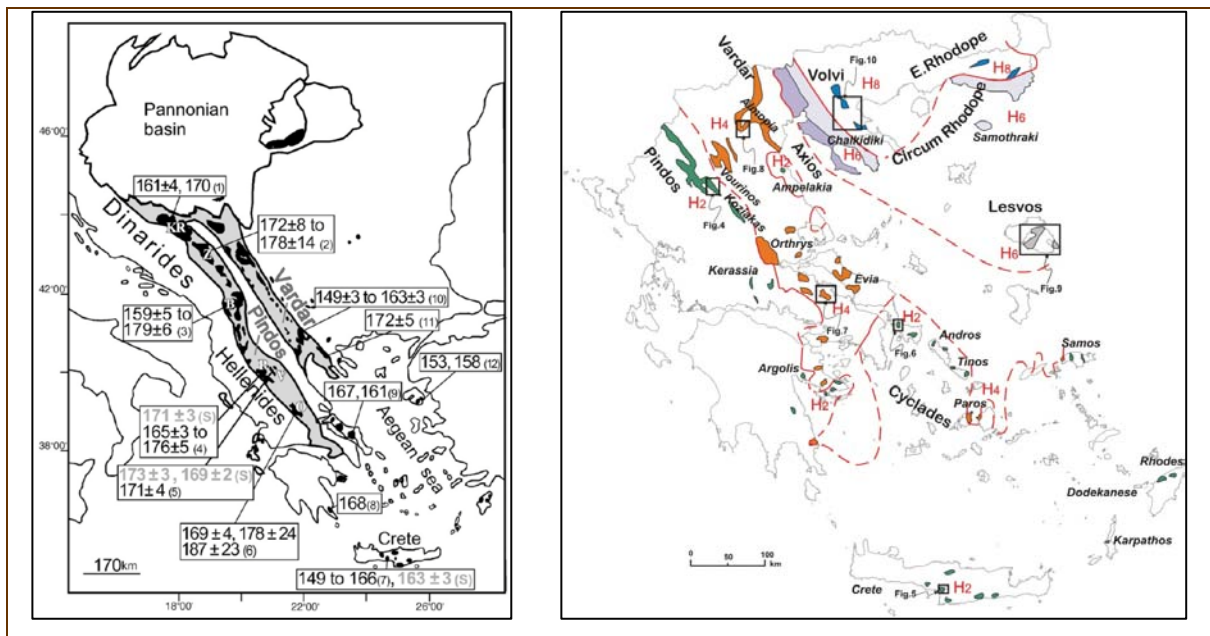 Pannonian
basin
46°00'
161±4, 170 (1)
KR
Dinarides
172±8 to
178±14 (2)
Z
Vardar
42°00'
B
159±5 to
179±6 (3)
Pindos
149±3 to 163±3 (10)
172±5 (11)
153, 158 (12)
Hellenides
167, 161 (9)
Aegean sea
171 ±3 (S)
165±3 to
176±5 (4)
38°00'
173±3 , 169±2 (S)
171±4 (5)
168 (8)
169±4, 178±24
187±23 (6)
Crete
170km
149 to 166(7), 163 ±3 (S)
18°00'
22°00'
26°00'
Vardar
Fig.10
Volvi
H8
E.Rhodope
H8
Almopia
H4
Chalkidiki
Circum Rhodope
H6
Samothraki
Pindos
Axios
H2
H6
Fig.8
Vourinos
Ampelakia
H2
Koziakas
Fig.4
Lesvos
H6
Fig.9
Orthrys
Kerassia
Evia
H4
Fig.7
H2
Fig.6
Andros
Tinos
Samos
Argolis
H2
Cyclades
H4
Paros
Rhodes
Dodekanese
Karpathos
0 50 100
km
Crete
Fig.5
H2